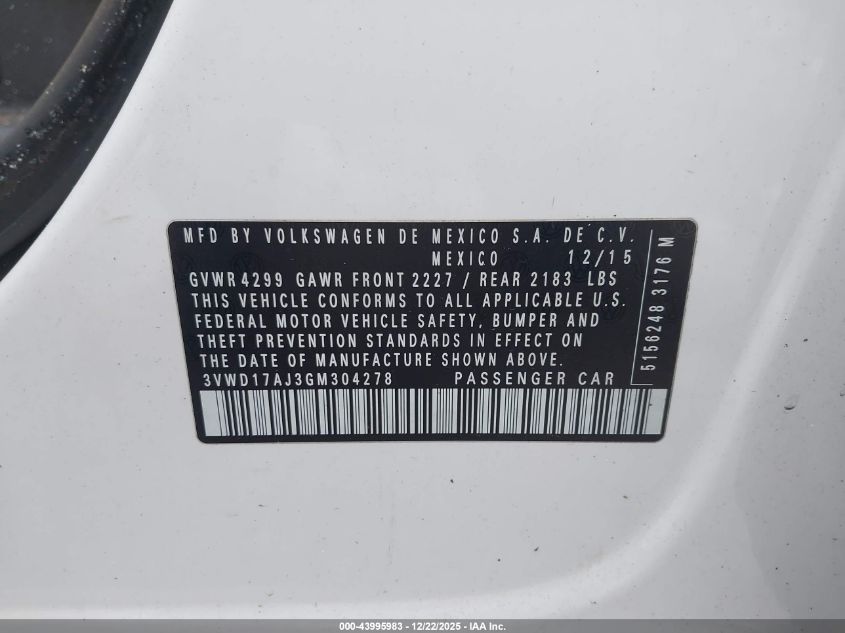 MFD BY VOLKSWAGEN DE MEXICO S.A. DE C.V.
MEXICO 12/15
GVWR 4299 GAWR FRONT 2227 / REAR 2183 LBS
THIS VEHICLE CONFORMS TO ALL APPLICABLE U.S.
FEDERAL MOTOR VEHICLE SAFETY, BUMPER AND
THEFT PREVENTION STANDARDS IN EFFECT ON
THE DATE OF MANUFACTURE SHOWN ABOVE.
3VWD17AJ3GM304278 PASSENGER CAR
5156248 3176 M
000-43995983 - 12/22/2025 - IAA Inc.